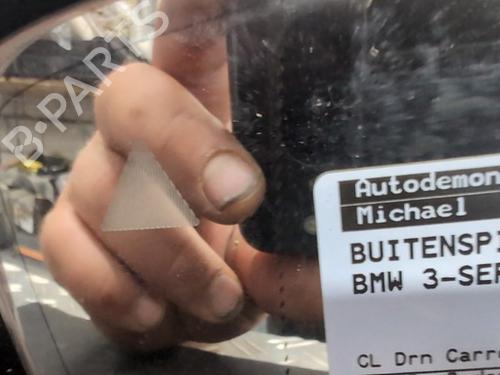 B-PARTS
Autodemon
Michael
BUITENSPI
BMW 3-SER
CL Drn Carr